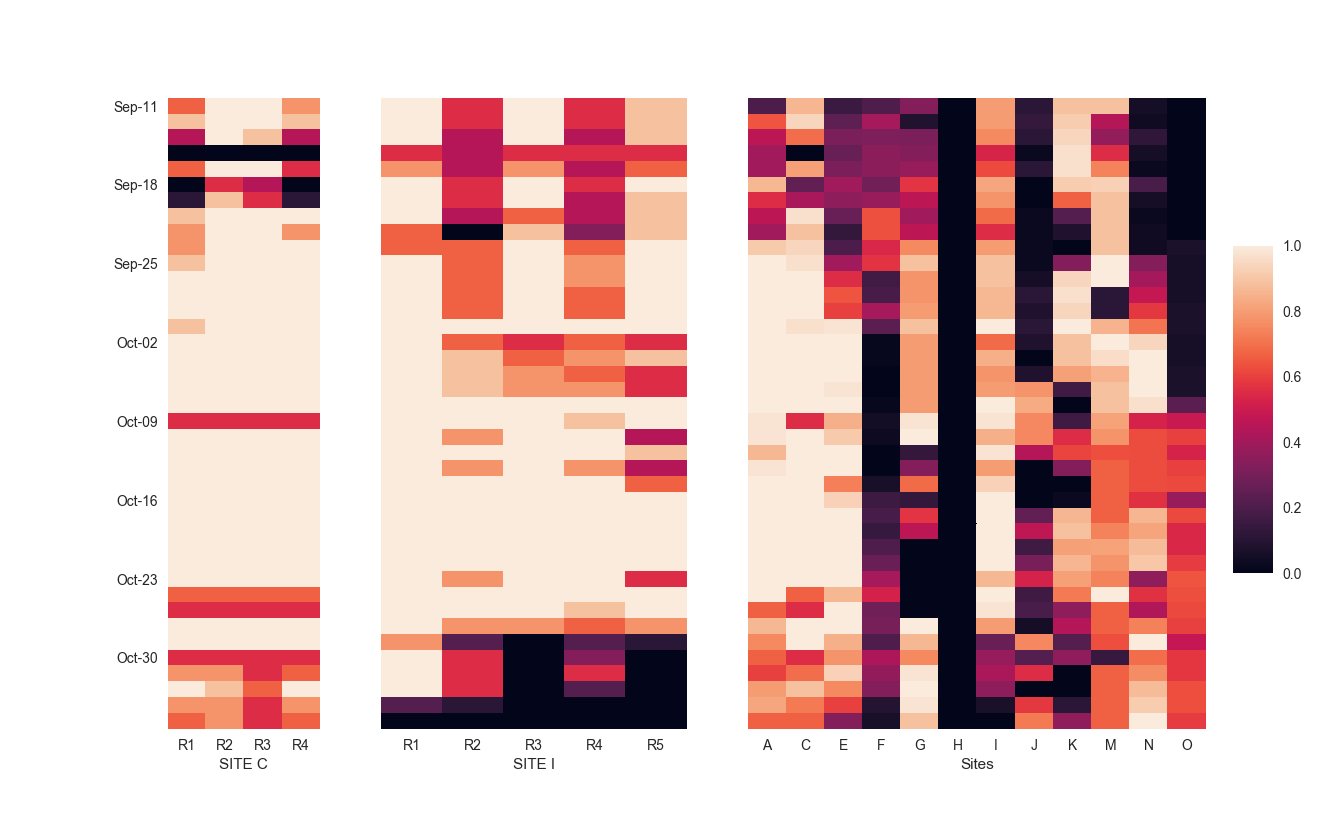 Sep-11
Sep-18
Sep-25
Oct-02
Oct-09
Oct-16
Oct-23
Oct-30
R1 R2 R3 R4
SITE C
R1 R2 R3 R4 R5
SITE I
A C E F G H I J K M N O
Sites
1.0
0.8
0.6
0.4
0.2
0.0